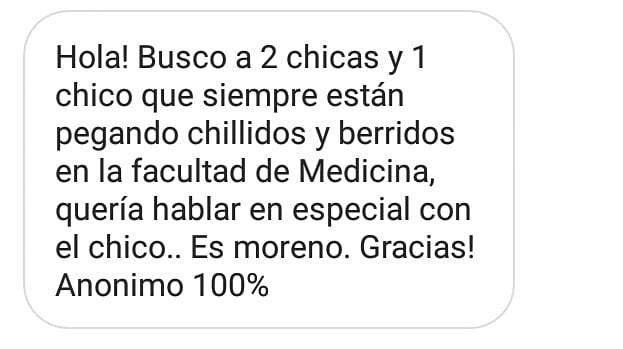 Hola! Busco a 2 chicas y 1
chico que siempre están
pegando chillidos y berridos
en la facultad de Medicina,
quería hablar en especial con
el chico.. Es moreno. Gracias!
Anonimo 100%